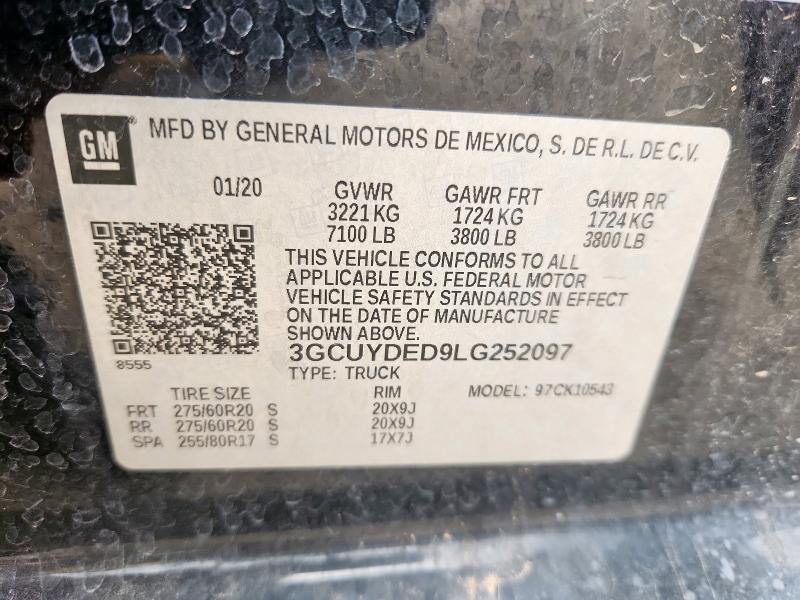 GM
® MFD BY GENERAL MOTORS DE MEXICO, S. DE R.L. DE C.V.
01/20 GVWR GAWR FRT GAWR RR
3221 KG 1724 KG 1724 KG
7100 LB 3800 LB 3800 LB
THIS VEHICLE CONFORMS TO ALL
APPLICABLE U.S. FEDERAL MOTOR
VEHICLE SAFETY STANDARDS IN EFFECT
ON THE DATE OF MANUFACTURE
SHOWN ABOVE.
8555
3GCUYDED9LG252097
TYPE: TRUCK
TIRE SIZE RIM MODEL: 97CK10543
FRT 275/60R20 S 20X9J
RR 275/60R20 S 20X9J
SPA 255/80R17 S 17X7J